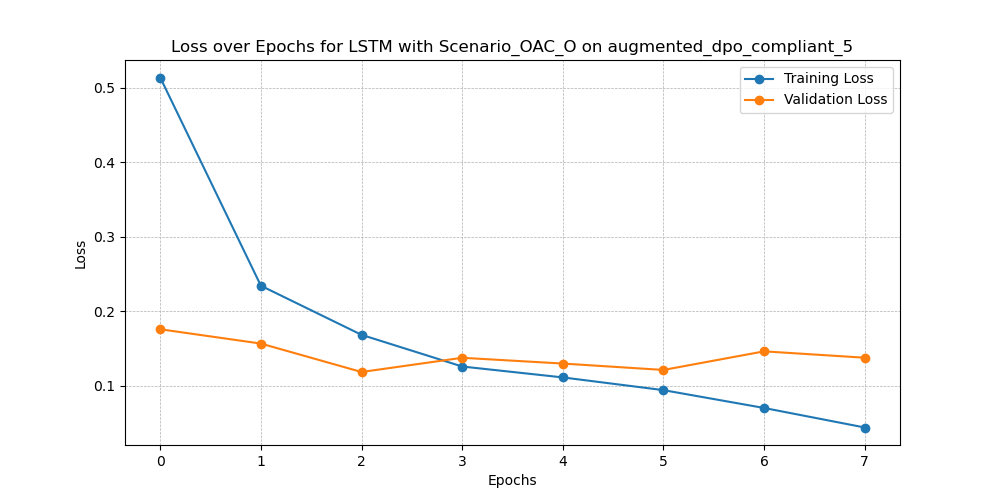 Loss over Epochs for LSTM with Scenario_OAC_O on augmented_dpo_compliant_5
Training Loss
Validation Loss
Loss
0.5
0.4
0.3
0.2
0.1
0 1 2 3 4 5 6 7
Epochs